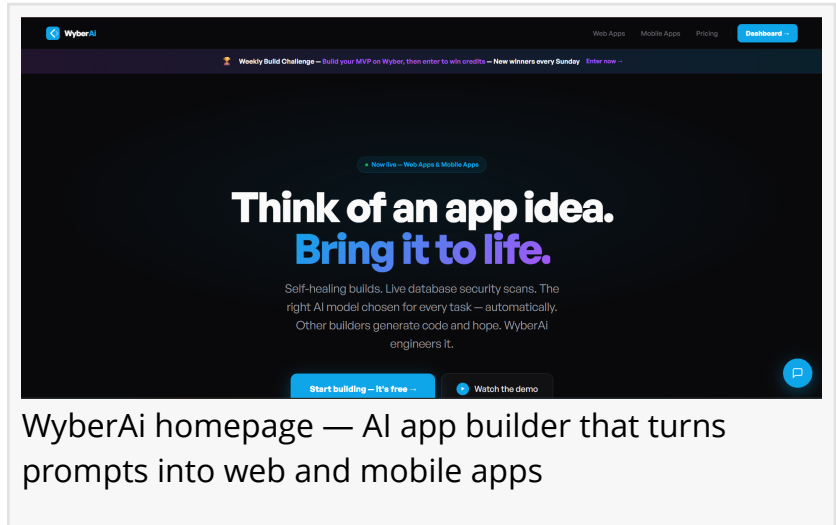 WyberAi
Web Apps
Mobile Apps
Pricing
Dashboard →
🏆 Weekly Build Challenge — Build your MVP on Wyber, then enter to win credits — New winners every Sunday Enter now →
Now live — Web Apps & Mobile Apps
Think of an app idea.
Bring it to life.
Self-healing builds. Live database security scans. The
right AI model chosen for every task — automatically.
Other builders generate code and hope. WyberAi
engineers it.
Start building — it's free →
Watch the demo
WyberAi homepage — AI app builder that turns
prompts into web and mobile apps